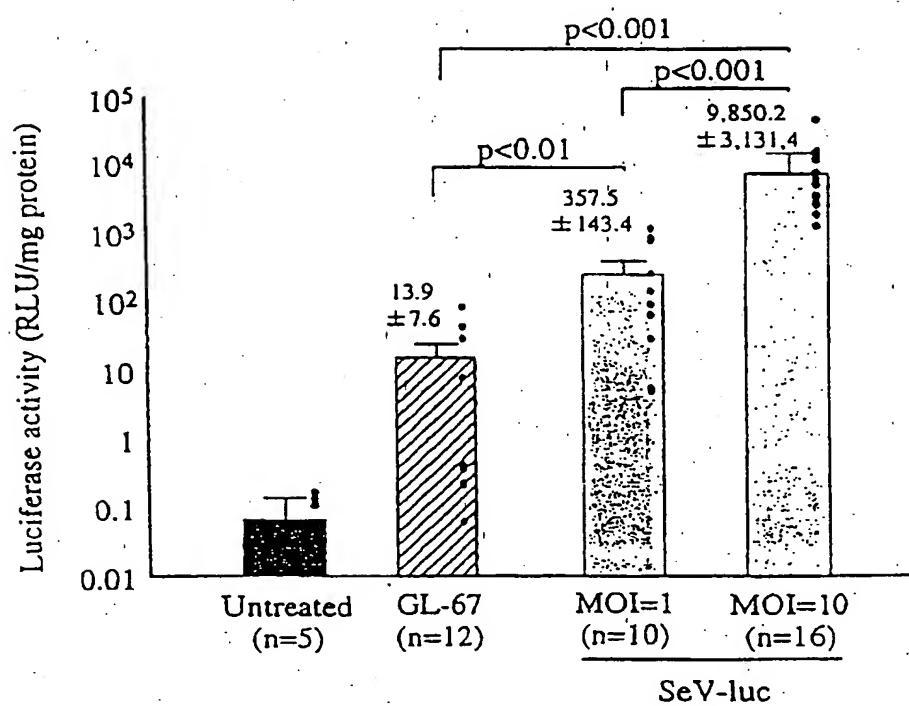 p<0.001
p<0.001
p<0.01
9,850.2
±3,131.4
357.5
±143.4
13.9
±7.6
Luciferase activity (RLU/mg protein)
10⁵
10⁴
10³
10²
10
1
0.1
0.01
Untreated
(n=5)
GL-67
(n=12)
MOI=1
(n=10)
MOI=10
(n=16)
SeV-luc